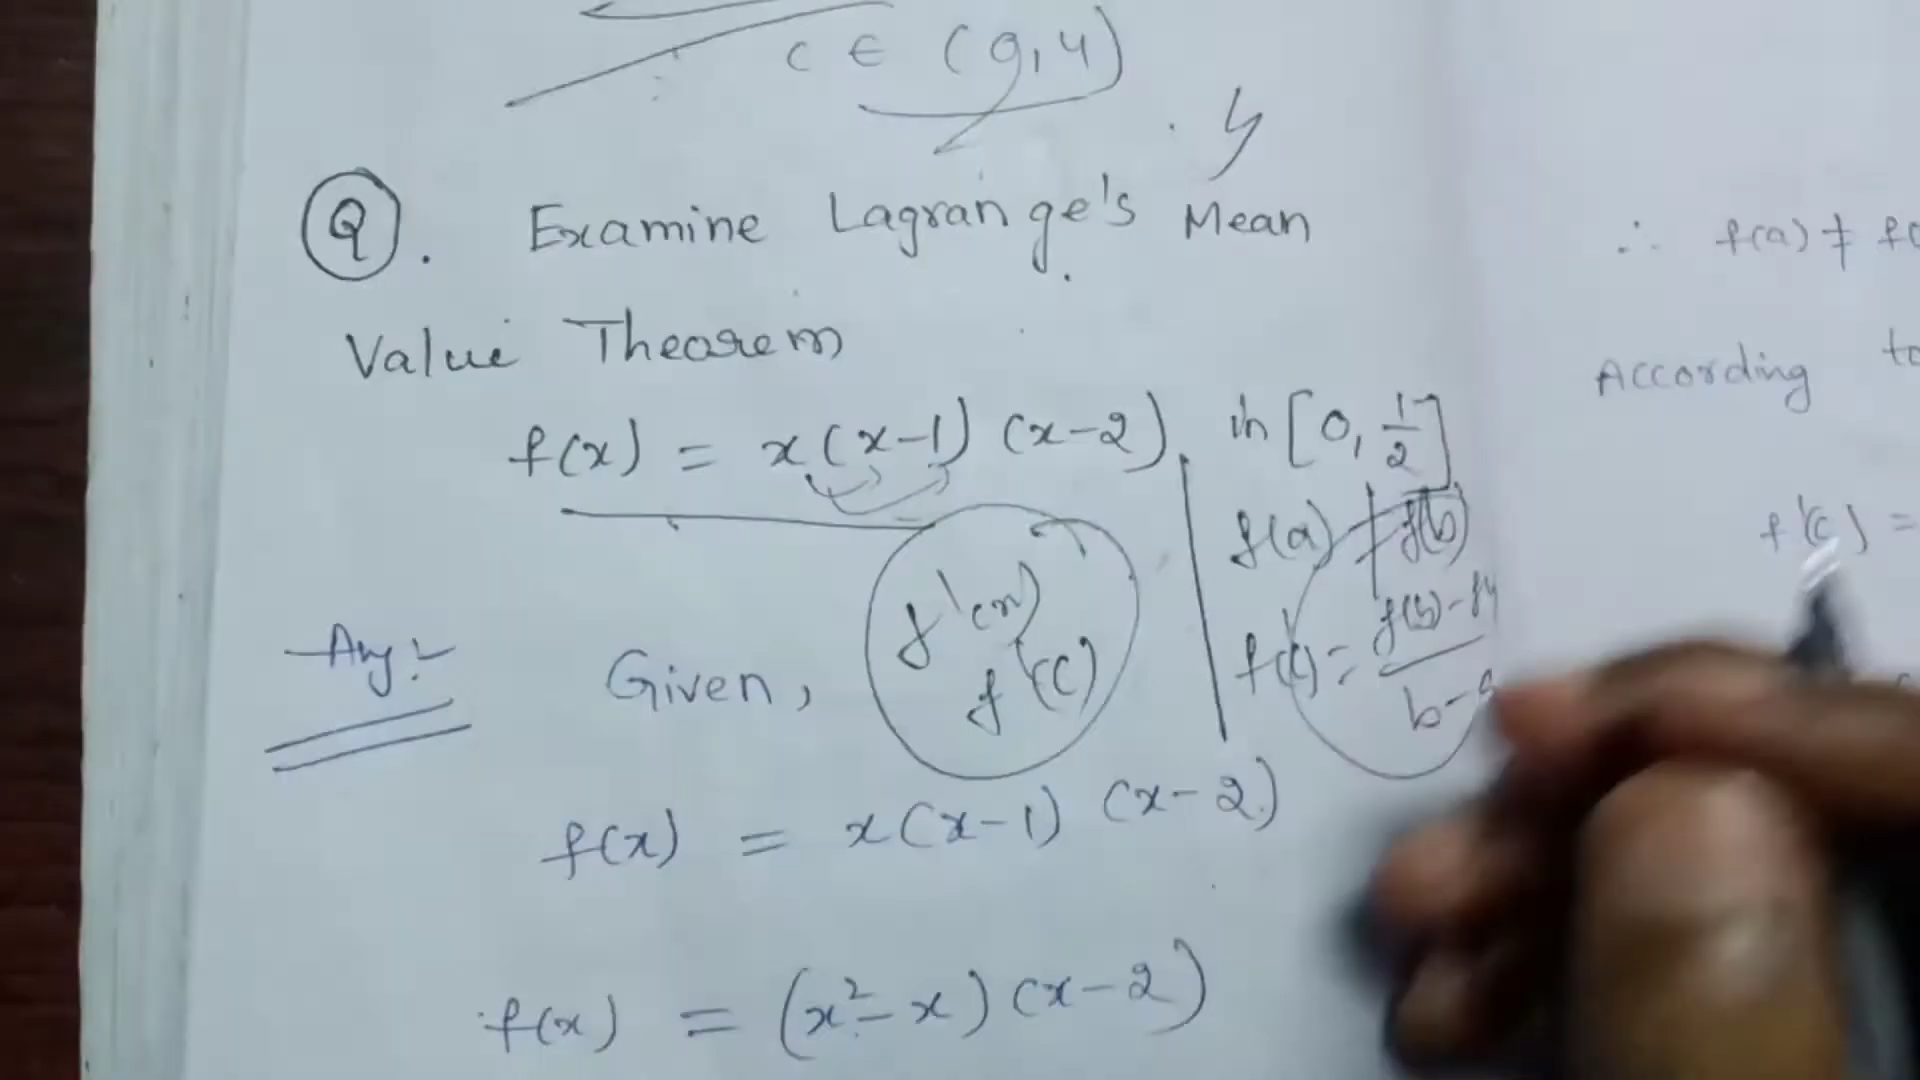 c ∈ (9,4)
Q. Examine Lagrange's Mean
Value Theorem
f(x) = x(x-1)(x-2) in [0, 1/2]
f(a) ≠ f(b)
f'(x)
f'(c)
f'(c) = f(b)-f
b-a
Ans:-
Given,
f(x) = x(x-1)(x-2)
f(x) = (x²-x)(x-2)
∴ f(a) ≠ f(
According to
f'(c) =